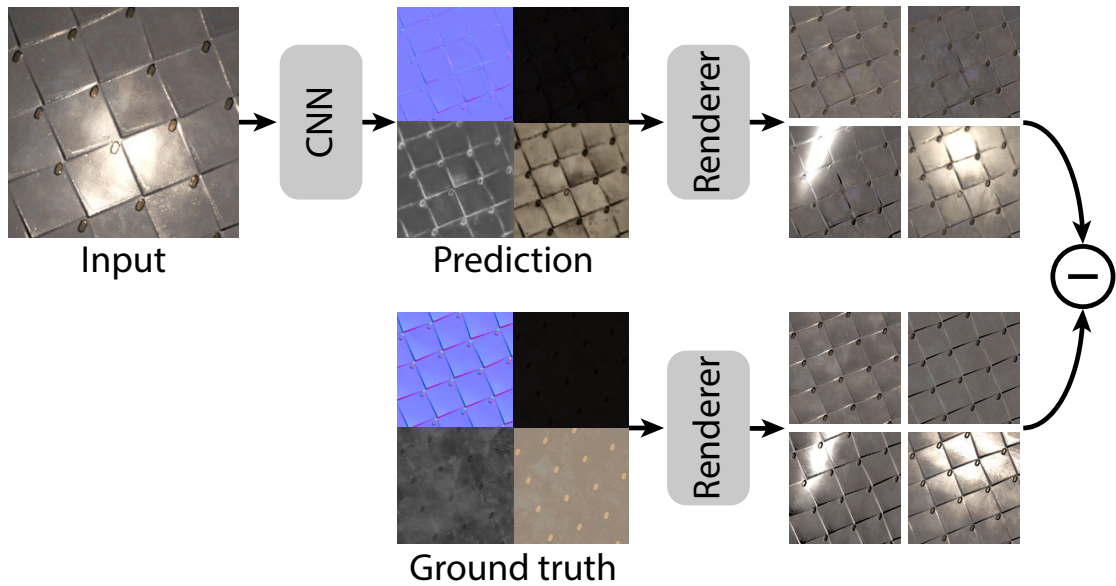 Input
CNN
Prediction
Renderer
Ground truth
Renderer